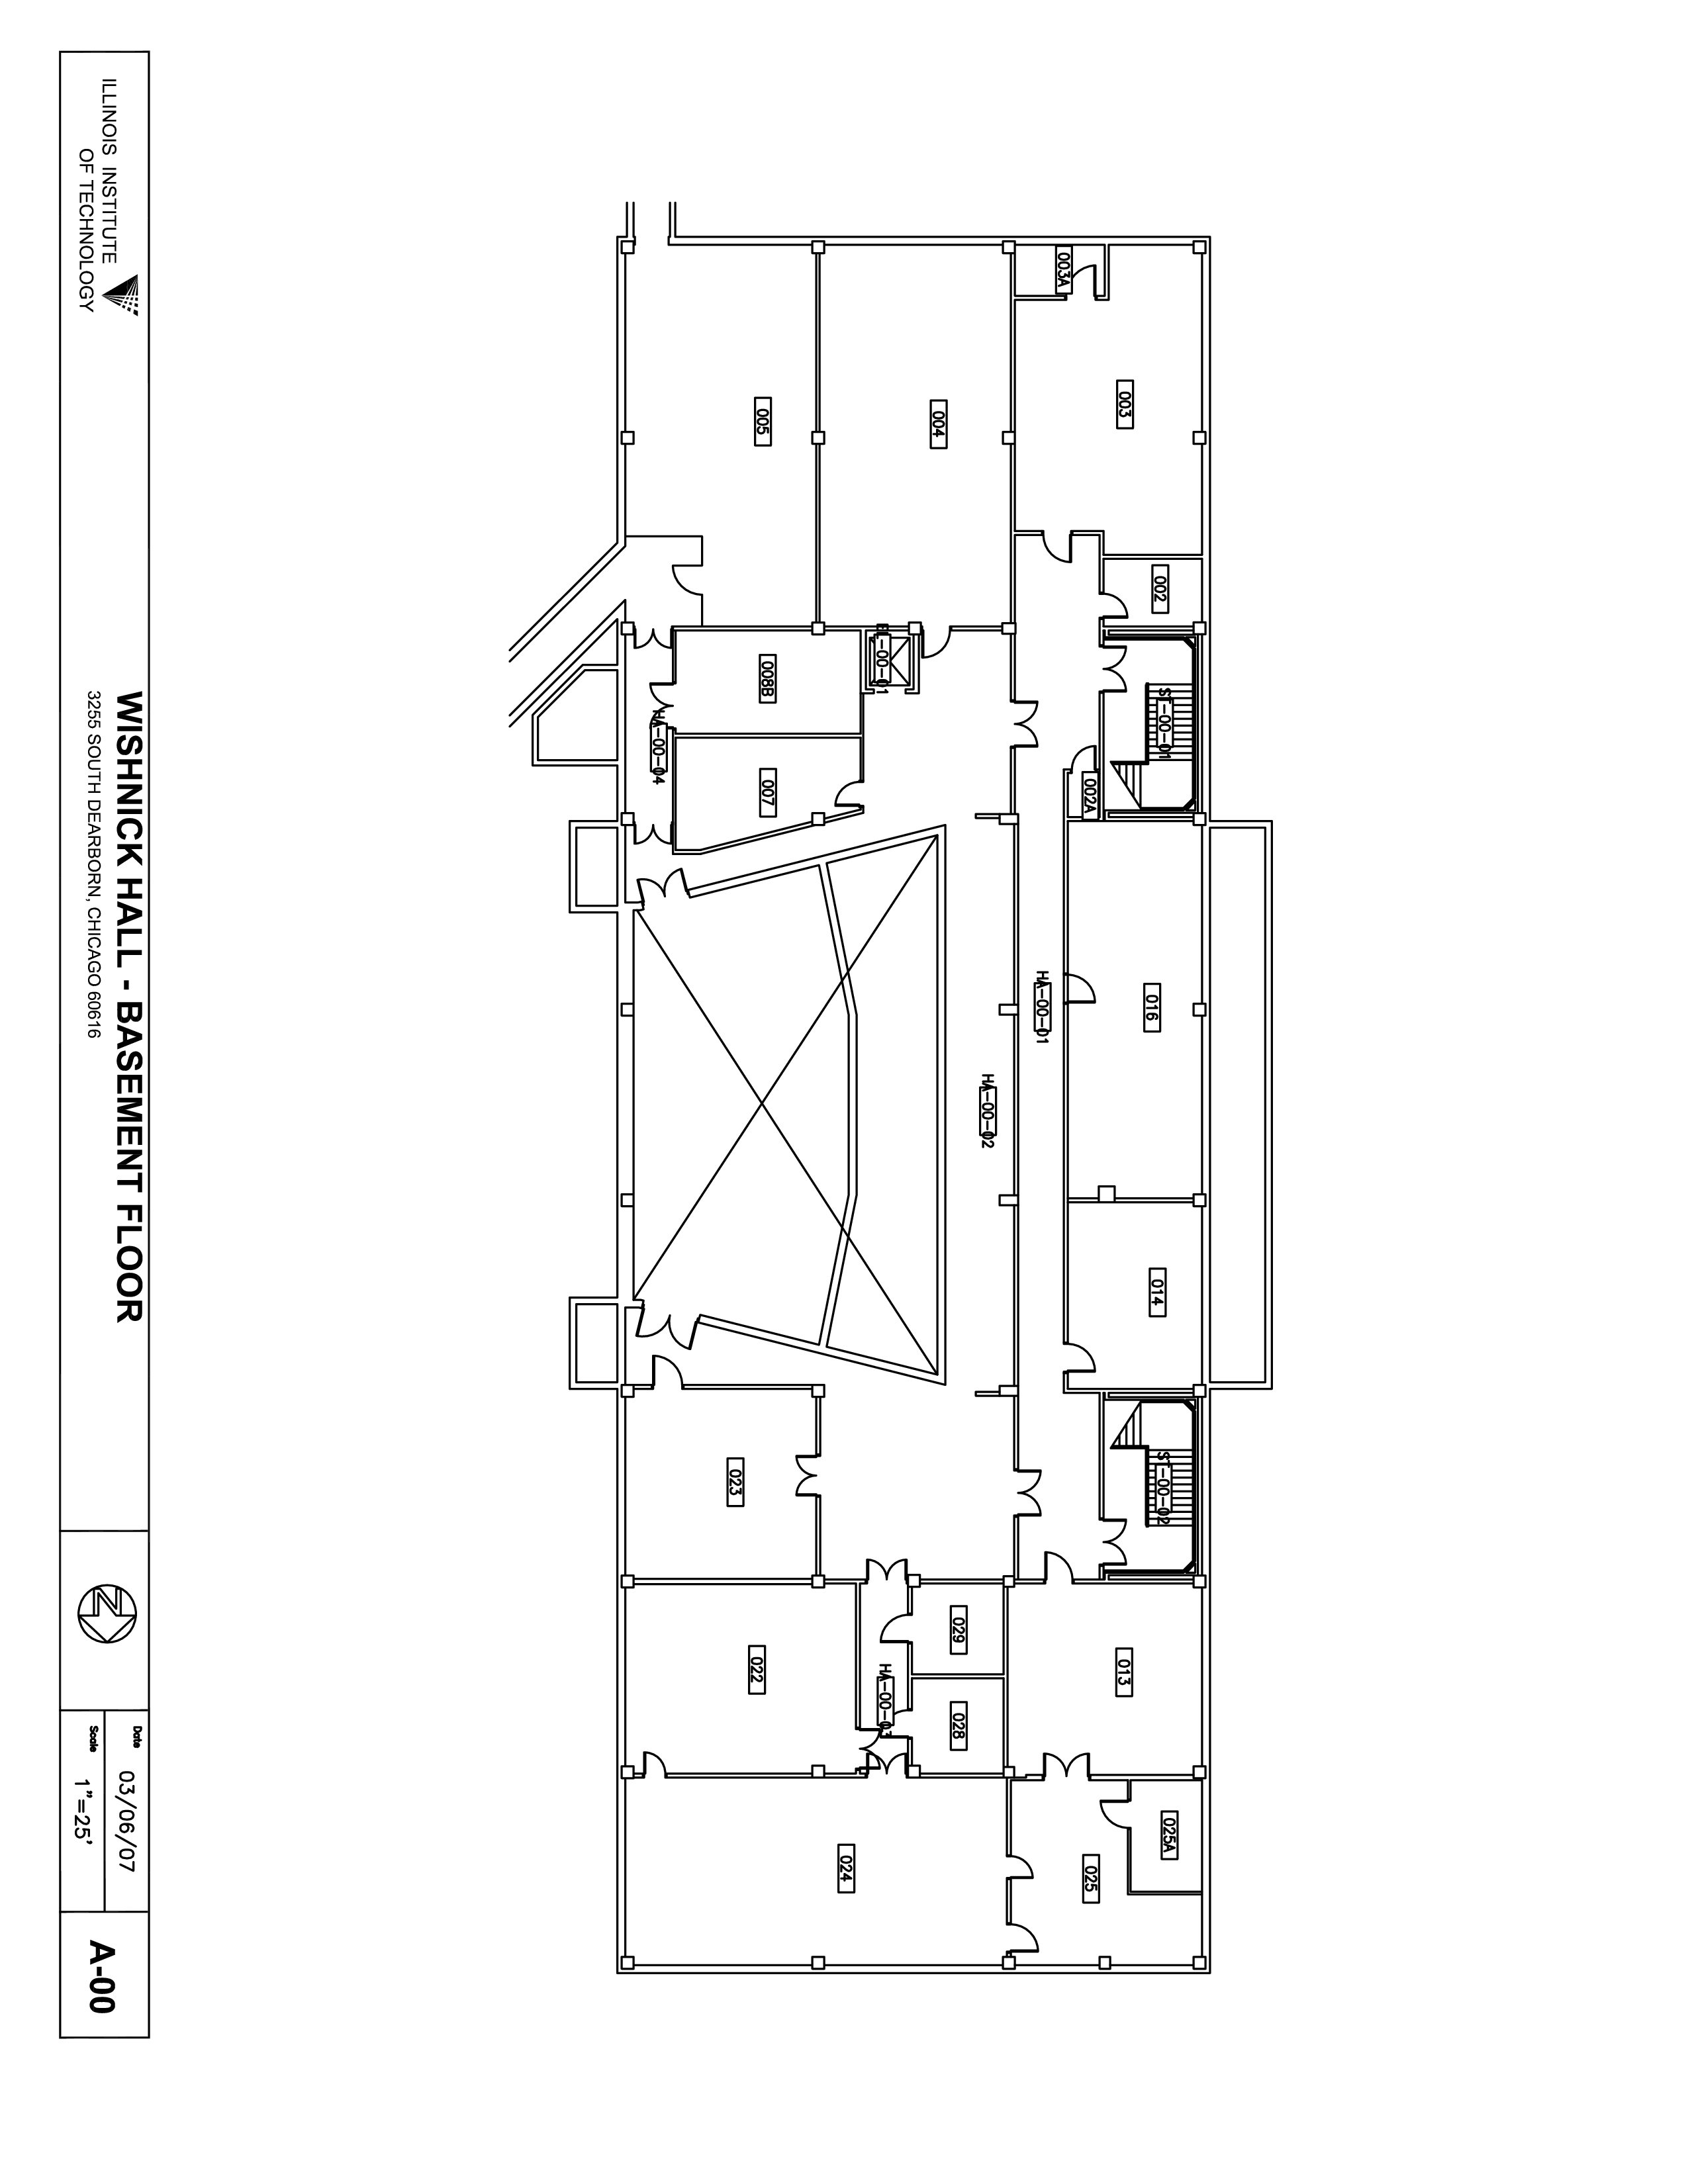 003A
003
004
005
002
ST-00-01
EL-00-01
008B
HA-00-04
002A
007
016
HA-00-01
HA-00-02
014
ST-00-02
023
029
013
022
HA-00-03
028
025A
024
025
ILLINOIS INSTITUTE
OF TECHNOLOGY
WISHNICK HALL - BASEMENT FLOOR
3255 SOUTH DEARBORN, CHICAGO 60616
N
Date 03/06/07
Scale 1"=25'
A-00